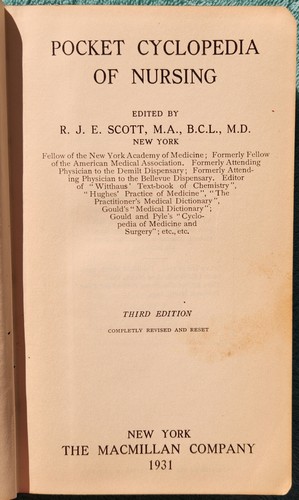 POCKET CYCLOPEDIA
OF NURSING
EDITED BY
R. J. E. SCOTT, M.A., B.C.L., M.D.
NEW YORK
Fellow of the New York Academy of Medicine; Formerly Fellow
of the American Medical Association. Formerly Attending
Physician to the Demilt Dispensary; Formerly Attend-
ing Physician to the Bellevue Dispensary. Editor
of "Witthaus' Text-book of Chemistry",
"Hughes' Practice of Medicine", "The
Practitioner's Medical Dictionary",
Gould's "Medical Dictionary";
Gould and Pyle's "Cyclo-
pedia of Medicine and
Surgery"; etc., etc.
THIRD EDITION
COMPLETLY REVISED AND RESET
NEW YORK
THE MACMILLAN COMPANY
1931